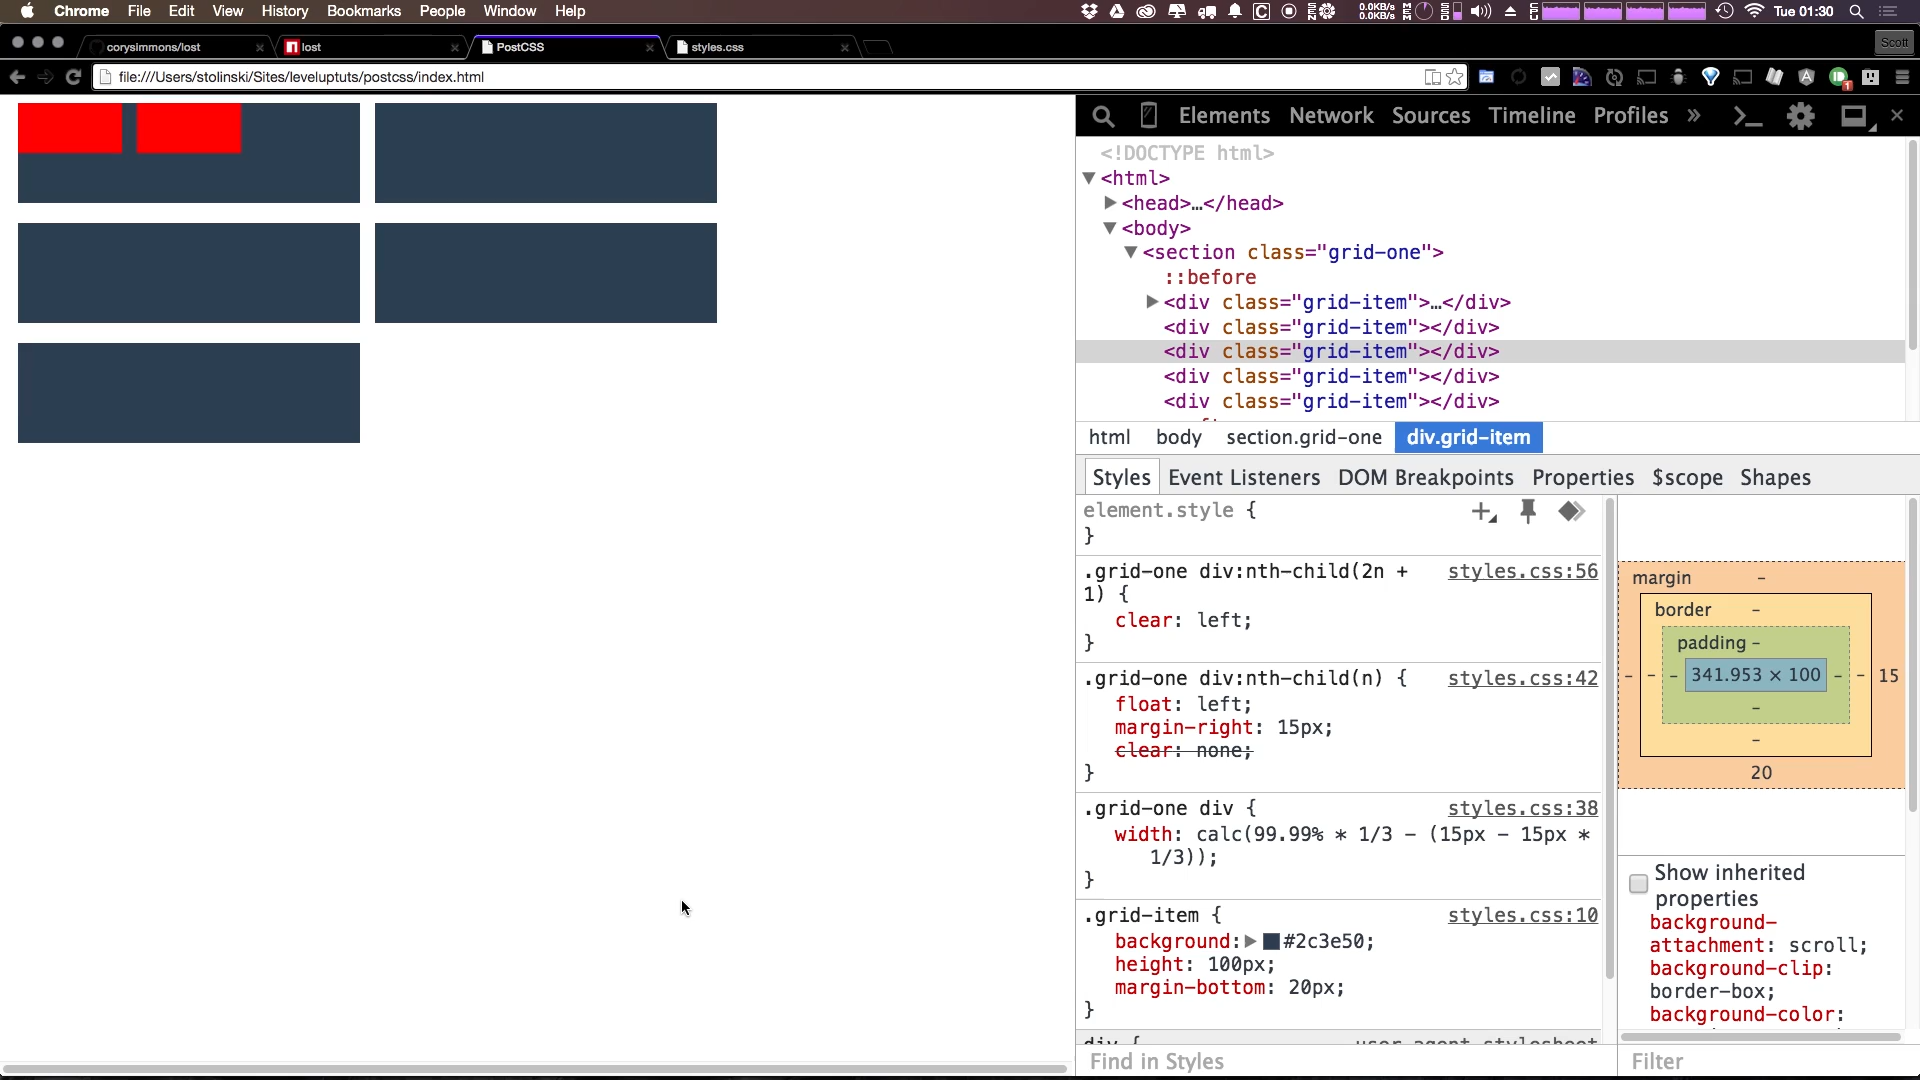 Chrome File Edit View History Bookmarks People Window Help 0.0KB/s 0.0KB/s Tue 01:30
corysimmons/lost lost PostCSS styles.css Scott
file:///Users/stolinski/Sites/leveluptuts/postcss/index.html
Elements Network Sources Timeline Profiles »
<!DOCTYPE html>
<html>
<head>…</head>
<body>
<section class="grid-one">
::before
<div class="grid-item">…</div>
<div class="grid-item"></div>
<div class="grid-item"></div>
<div class="grid-item"></div>
<div class="grid-item"></div>
html body section.grid-one div.grid-item
Styles Event Listeners DOM Breakpoints Properties $scope Shapes
element.style {
}
.grid-one div:nth-child(2n + styles.css:56
1) {
clear: left;
}
.grid-one div:nth-child(n) { styles.css:42
float: left;
margin-right: 15px;
clear: none;
}
.grid-one div { styles.css:38
width: calc(99.99% * 1/3 - (15px - 15px *
1/3));
}
.grid-item { styles.css:10
background: #2c3e50;
height: 100px;
margin-bottom: 20px;
}
div { user agent stylesheet
Find in Styles
margin -
border -
padding -
- - - 341.953 × 100 - - 15
-
-
20
Show inherited
properties
background-
attachment: scroll;
background-clip:
border-box;
background-color:
Filter